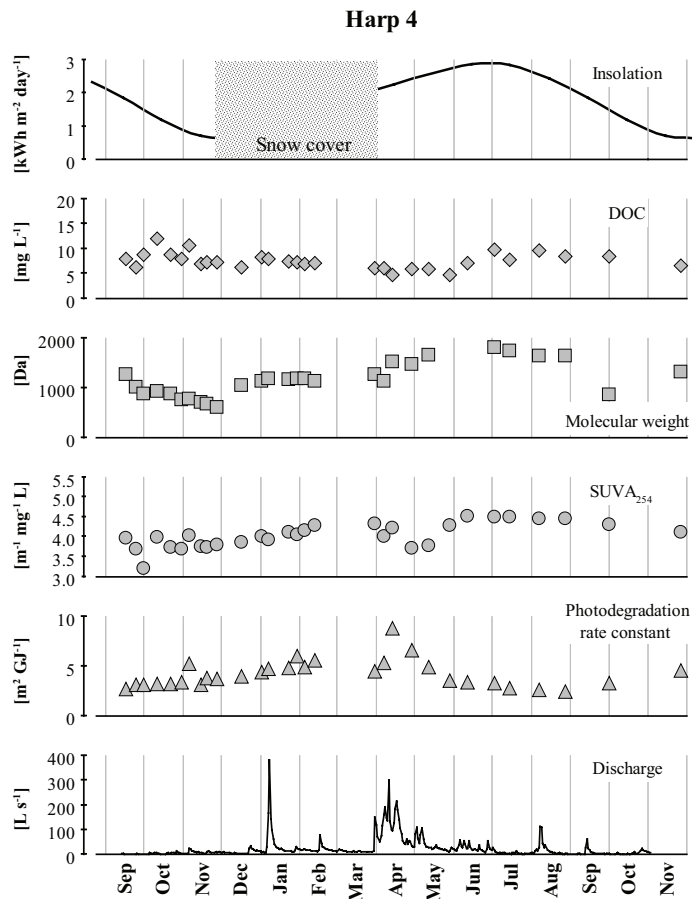 Harp 4
3
2
1
0
[kWh m⁻² day⁻¹]
Insolation
Snow cover
20
15
10
5
0
[mg L⁻¹]
DOC
2000
1000
0
[Da]
Molecular weight
5.5
5.0
4.5
4.0
3.5
3.0
[m⁻¹ mg⁻¹ L]
SUVA₂₅₄
10
5
0
[m² GJ⁻¹]
Photodegradation
rate constant
400
300
200
100
0
[L s⁻¹]
Discharge
Sep Oct Nov Dec Jan Feb Mar Apr May Jun Jul Aug Sep Oct Nov